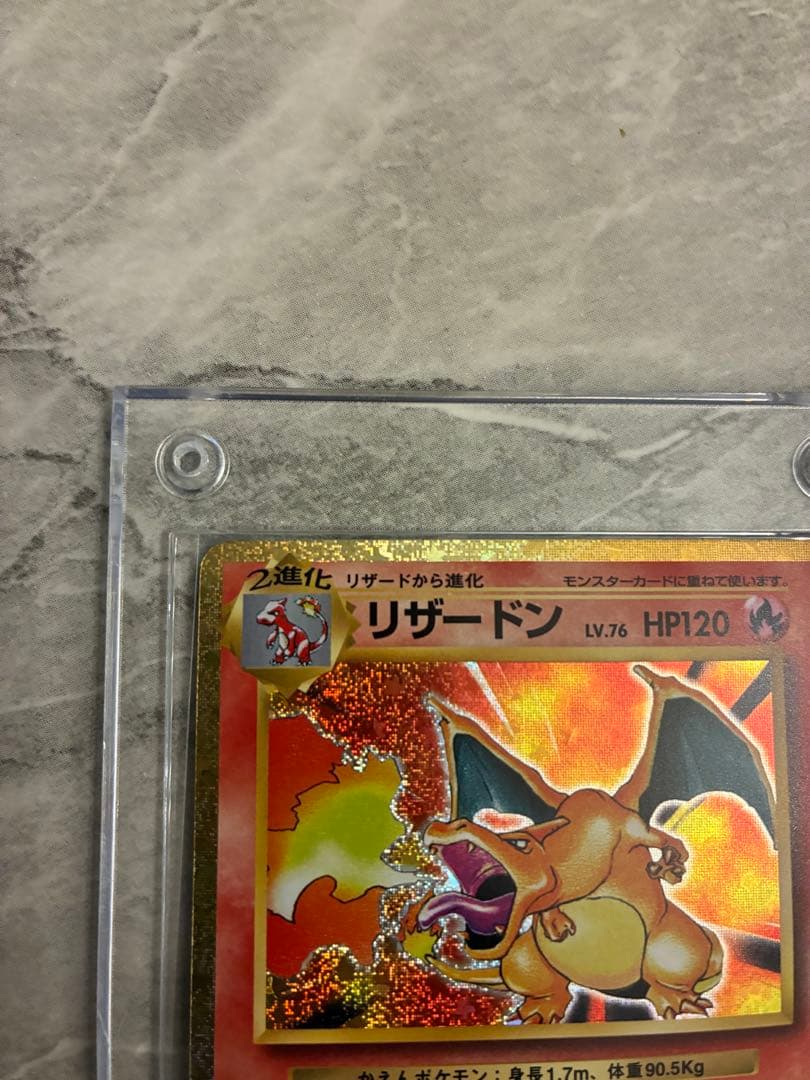 2進化 リザードから進化 モンスターカードに重ねて使います。
リザードン LV.76 HP120
かえんポケモン：身長1.7m、体重90.5Kg